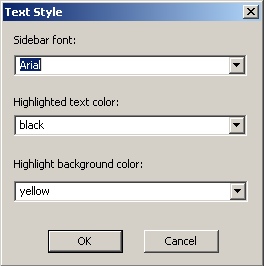 Text Style
Sidebar font:
Arial
Highlighted text color:
black
Highlight background color:
yellow
OK
Cancel